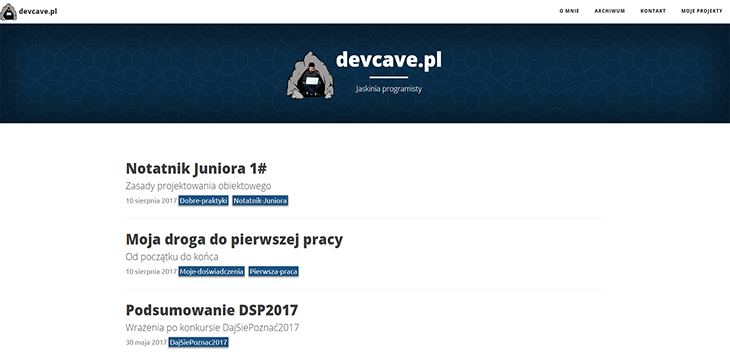 devcave.pl
O MNIE ARCHIWUM KONTAKT MOJE PROJEKTY
devcave.pl
Jaskinia programisty
Notatnik Juniora 1#
Zasady projektowania obiektowego
10 sierpnia 2017 Dobre-praktyki Notatnik-Juniora
Moja droga do pierwszej pracy
Od początku do końca
10 sierpnia 2017 Moje-doświadczenia Pierwsza-praca
Podsumowanie DSP2017
Wrażenia po konkursie DajSiePoznać2017
30 maja 2017 DajSiePoznac2017